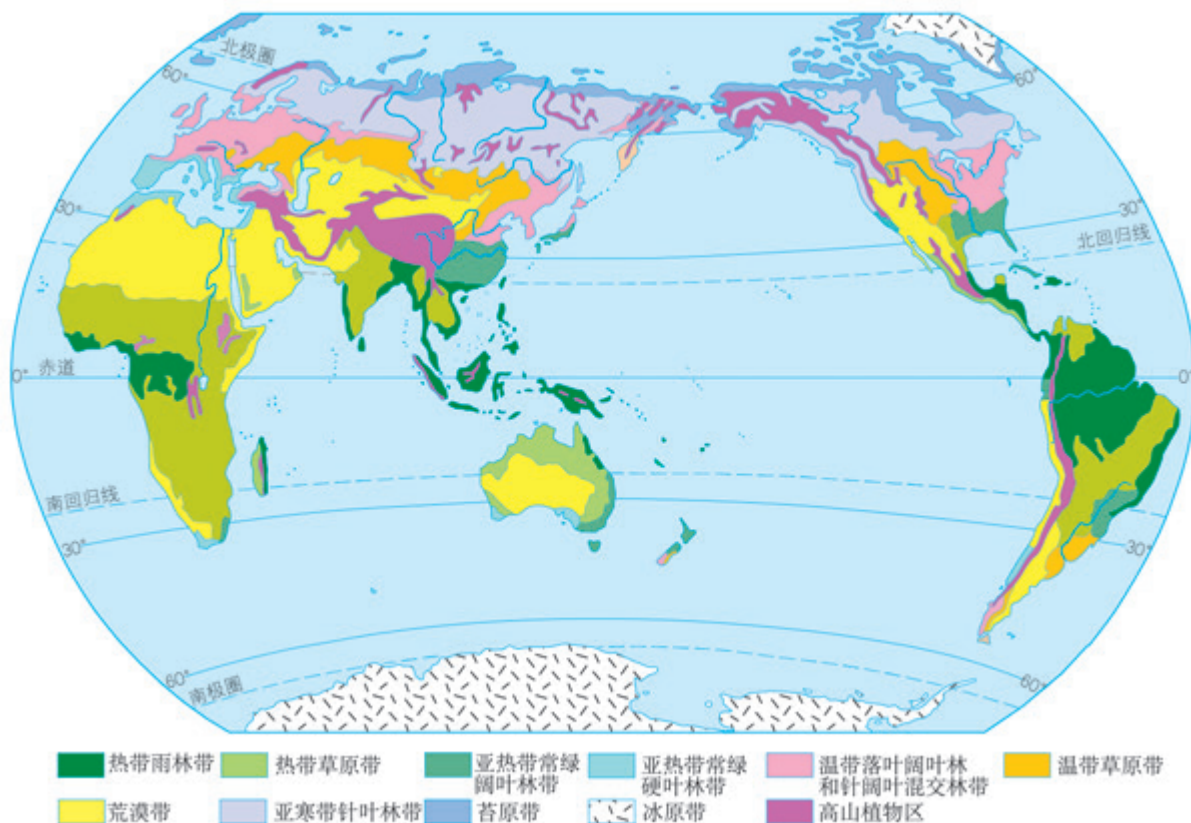 北极圈
60°
60°
30°
30°
北回归线
赤道
0°
0°
南回归线
30°
30°
60°
南极圈
60°
热带雨林带
热带草原带
亚热带常绿
阔叶林带
亚热带常绿
硬叶林带
温带落叶阔叶林
和针阔叶混交林带
温带草原带
荒漠带
亚寒带针叶林带
苔原带
冰原带
高山植物区